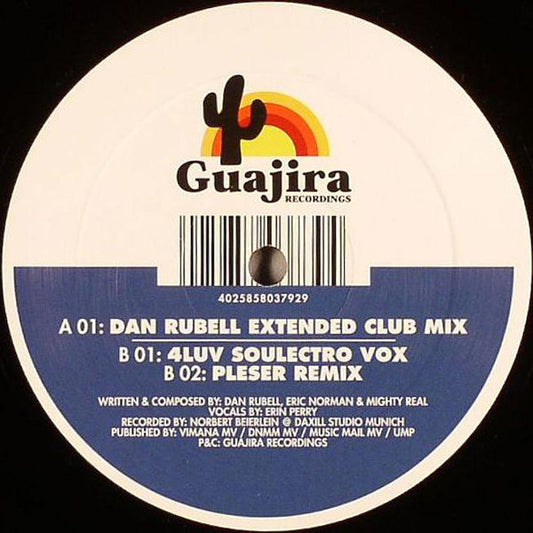 Guajira
RECORDINGS
4025858037929
A 01: DAN RUBELL EXTENDED CLUB MIX
B 01: 4LUV SOULECTRO VOX
B 02: PLESER REMIX
WRITTEN & COMPOSED BY: DAN RUBELL, ERIC NORMAN & MIGHTY REAL
VOCALS BY: ERIN PERRY
RECORDED BY: NORBERT BEIERLEIN @ DAXILL STUDIO MUNICH
PUBLISHED BY: VIMANA MV / DNMM MV / MUSIC MAIL MV / UMP
P&C: GUAJIRA RECORDINGS